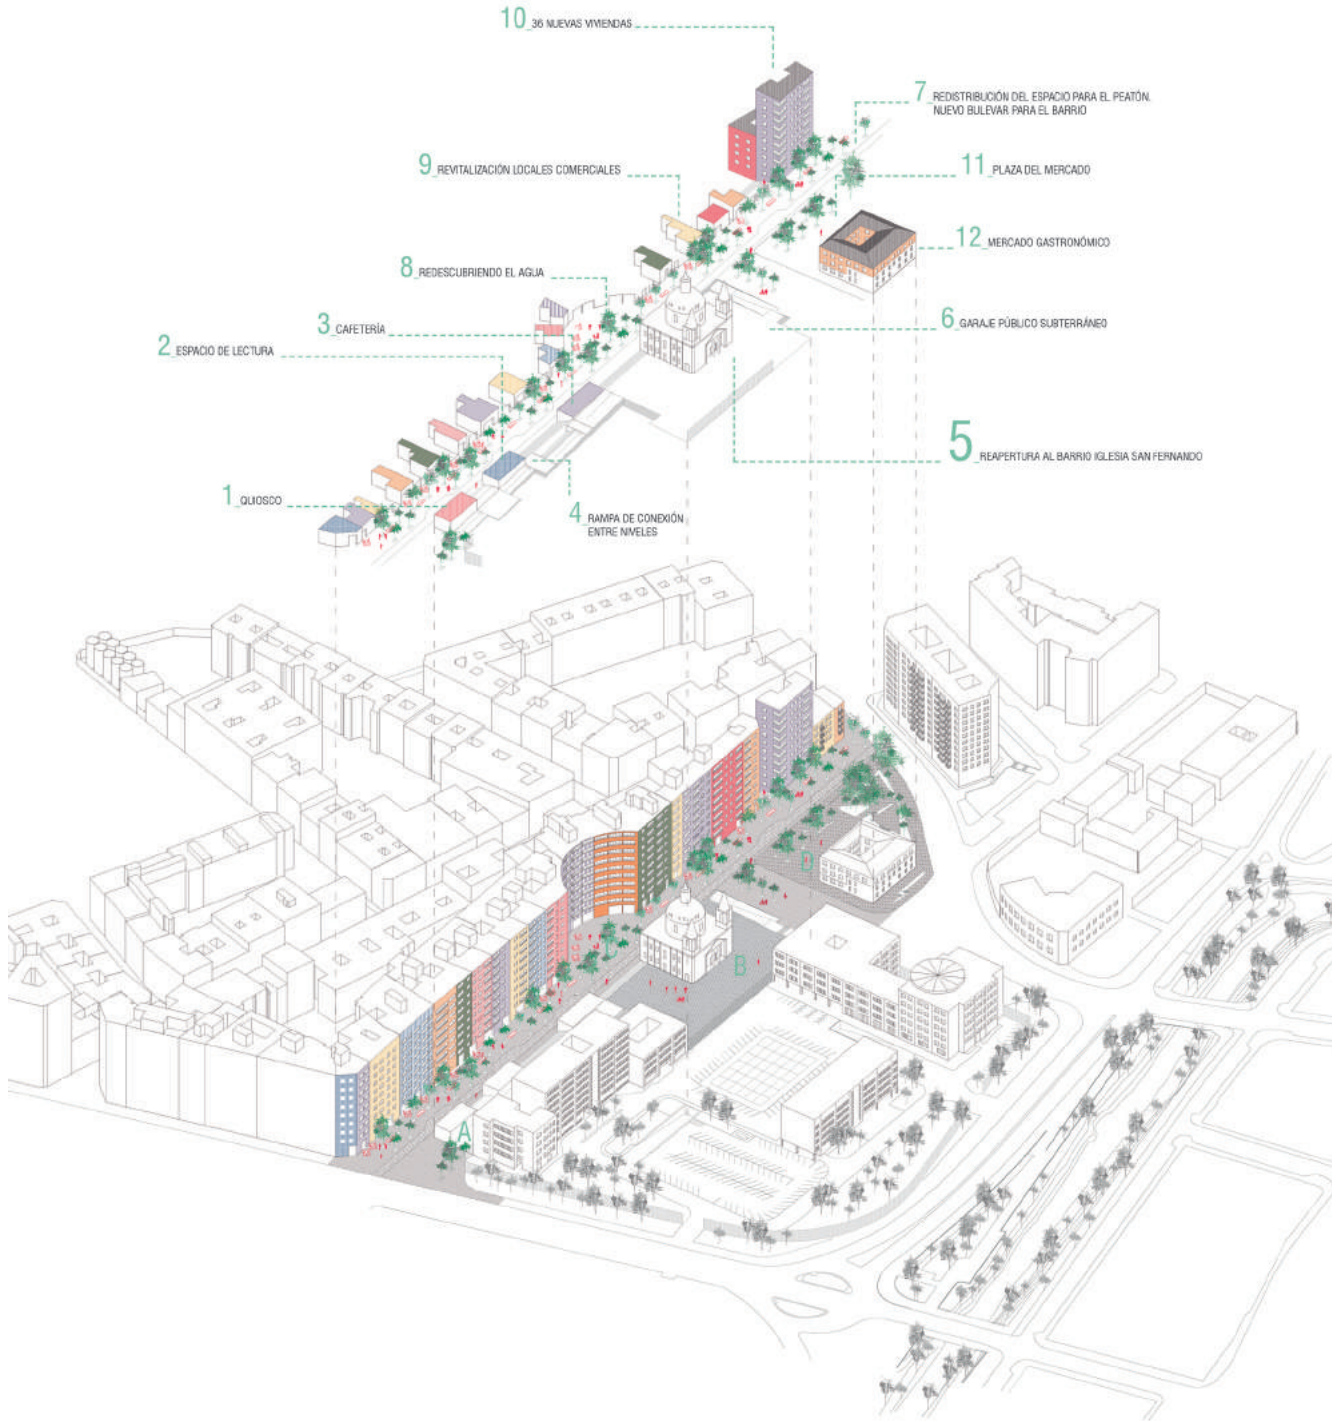 10_36 NUEVAS VIVIENDAS
7_REDISTRIBUCIÓN DEL ESPACIO PARA EL PEATÓN.
NUEVO BULEVAR PARA EL BARRIO
9_REVITALIZACIÓN LOCALES COMERCIALES
11_PLAZA DEL MERCADO
12_MERCADO GASTRONÓMICO
8_REDESCUBRIENDO EL AGUA
3_CAFETERÍA
6_GARAJE PÚBLICO SUBTERRÁNEO
2_ESPACIO DE LECTURA
5_REAPERTURA AL BARRIO IGLESIA SAN FERNANDO
1_QUIOSCO
4_RAMPA DE CONEXIÓN
ENTRE NIVELES
D
C
B
A